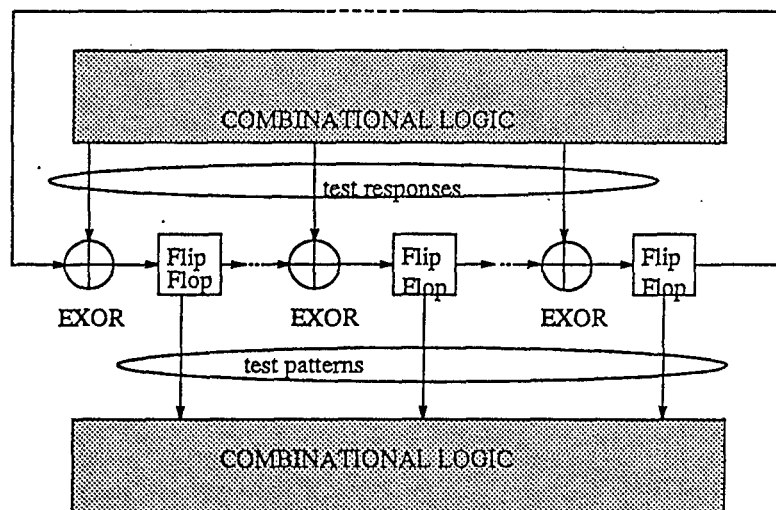 COMBINATIONAL LOGIC
test responses
Flip
Flop
Flip
Flop
Flip
Flop
EXOR
EXOR
EXOR
test patterns
COMBINATIONAL LOGIC